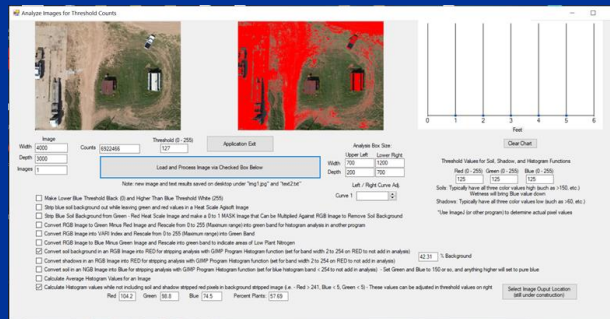 Analyze Images for Threshold Counts
0 1 2 3 4 5 6
Feet
Image
Width 4000
Depth 3000
Images 1
Counts 6922466
Threshold (0 - 255)
127
Application Exit
Load and Process Image via Checked Box Below
Note: new image and test results saved on desktop under "img1.jpg" and "test2.txt"
Analysis Box Size:
Upper Left Lower Right
Width 700 1200
Depth 200 700
Left / Right Curve Adj.
Curve 1
Clear Chart
Threshold Values for Soil, Shadow, and Histogram Functions
Red (0 - 255) Green (0 - 255) Blue (0 - 255)
125 125 125
Soils: Typically have all three color values high (such as >150, etc.)
Wetness will bring Blue value down
Shadows: Typically have all three color values low (such as >60, etc.)
*Use ImageJ (or other program) to determine actual pixel values
Make Lower Blue Threshold Black (0) and Higher Than Blue Threshold White (255)
Strip blue soil background out while leaving green and red values in a Heat Scale Agisoft Image
Strip Blue Soil Background from Green - Red Heat Scale Image and make a 0 to 1 MASK Image that Can be Multiplied Against RGB Image to Remove Soil Background
Convert RGB Image to Green Minus Red Image and Rescale from 0 to 255 (Maximum range) into green band for histogram analysis in another program
Convert RGB Image into VARI Index and Rescale from 0 to 255 (Maximum range) into Green Band
Convert RGB Image to Blue Minus Green Image and Rescale into green band to indicate areas of Low Plant Nitrogen
Convert soil background in an RGB Image into RED for stripping analysis with GIMP Program Histogram function (set for band width 2 to 254 on RED to not add in analysis)
Convert shadows in an RGB image into RED for stripping analysis with GIMP Program Histogram function (set for band width 2 to 254 on RED to not add in analysis)
Convert soil in an NGB Image into Blue for stripping analysis with GIMP Program Histogram function (set for blue histogram band < 254 to not add in analysis) - Set Green and Blue to 150 or so, and anything higher will set to pure blue
Calculate Average Histogram Values for an Image
Calculate Histogram values while not including soil and shadow stripped red pixels in background stripped image (i.e. - Red > 241, Blue < 5, Green < 5) - These values can be adjusted in threshold values on right
42.31 % Background
Red 104.2 Green 98.8 Blue 74.5 Percent Plants: 57.69
Select Image Ouput Location
(still under construction)